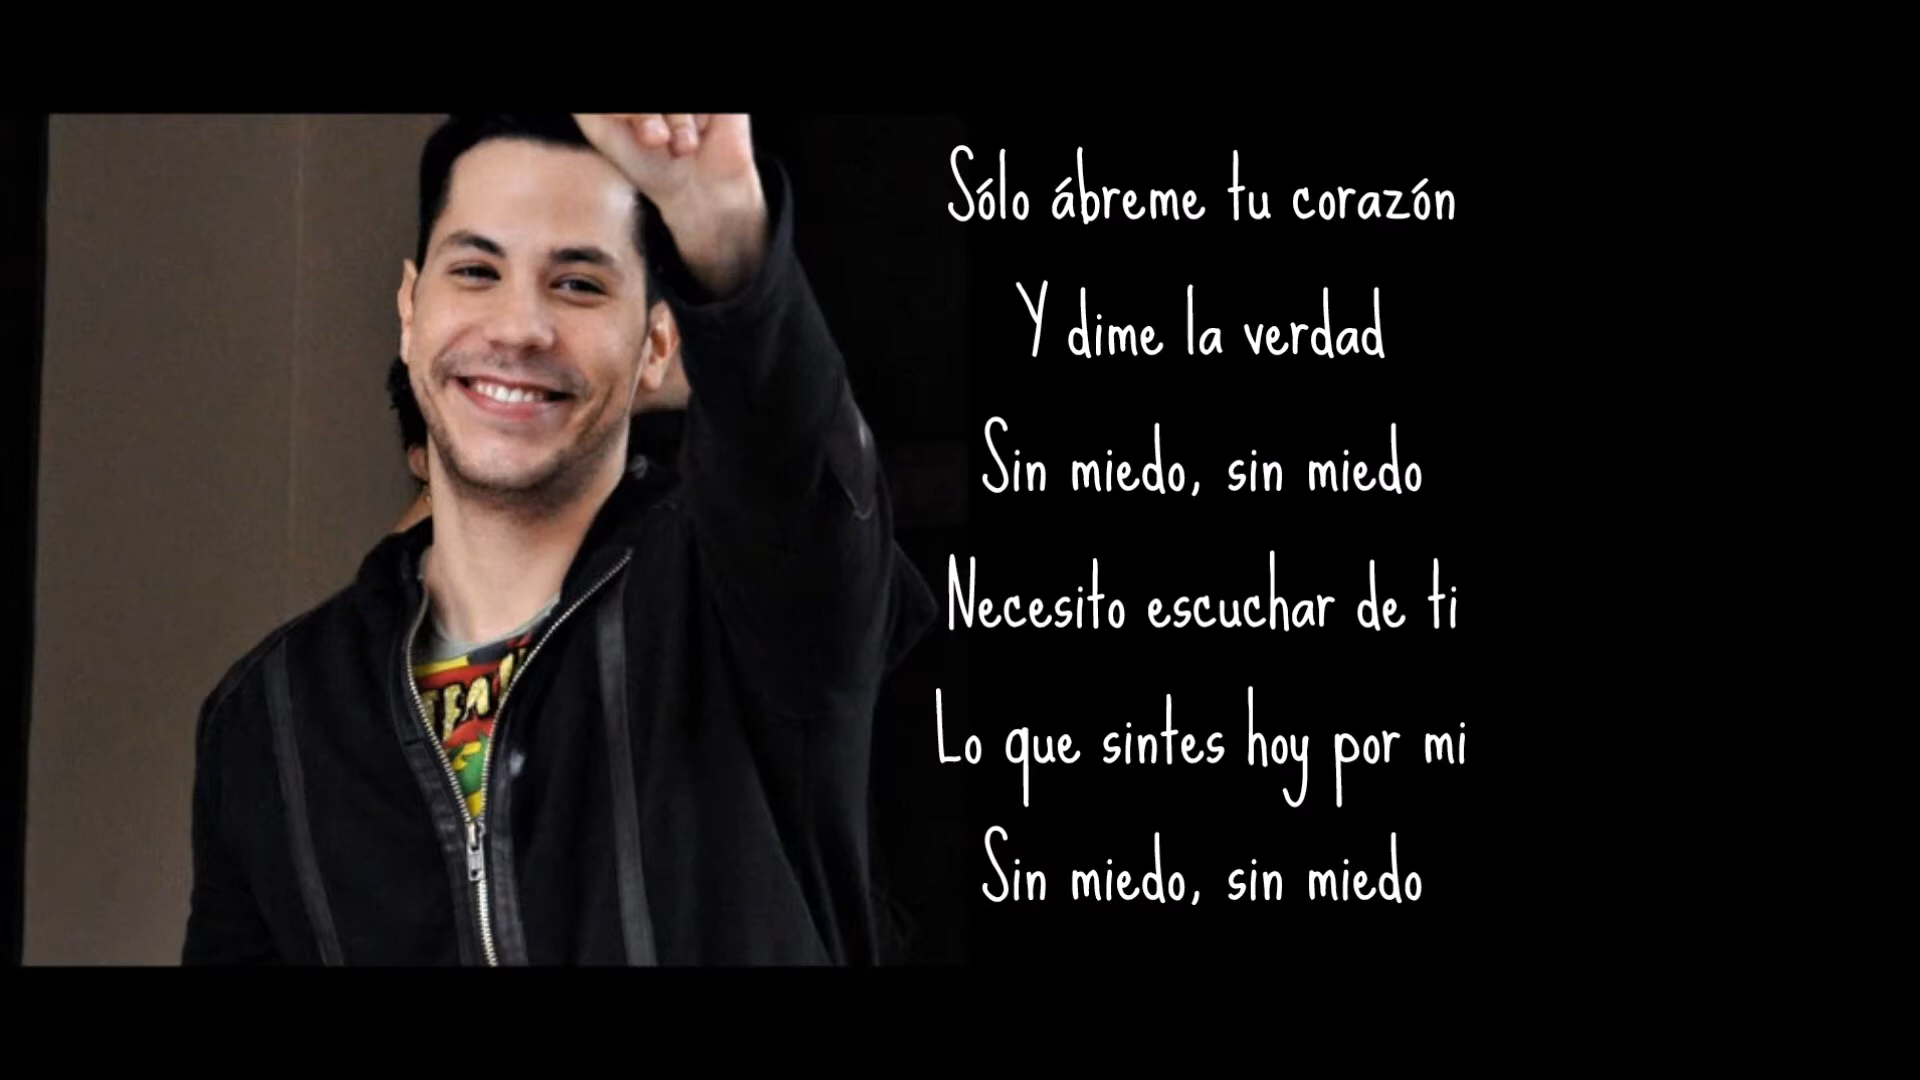 Sólo ábreme tu corazón
Y dime la verdad
Sin miedo, sin miedo
Necesito escuchar de ti
Lo que sintes hoy por mi
Sin miedo, sin miedo